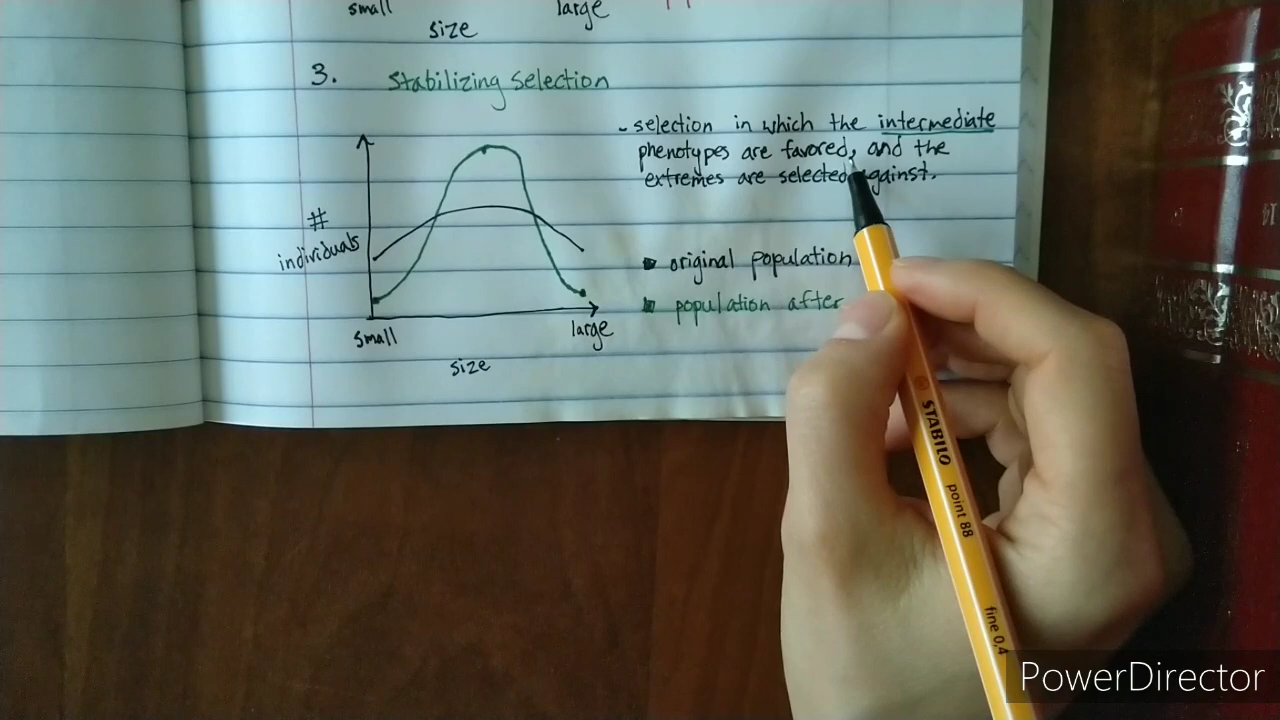 small large
size
3. Stabilizing Selection
- selection in which the intermediate
phenotypes are favored, and the
extremes are selected against.
#
individuals
original population
population after
small large
size
STABILO point 88 fine 0,4
PowerDirector